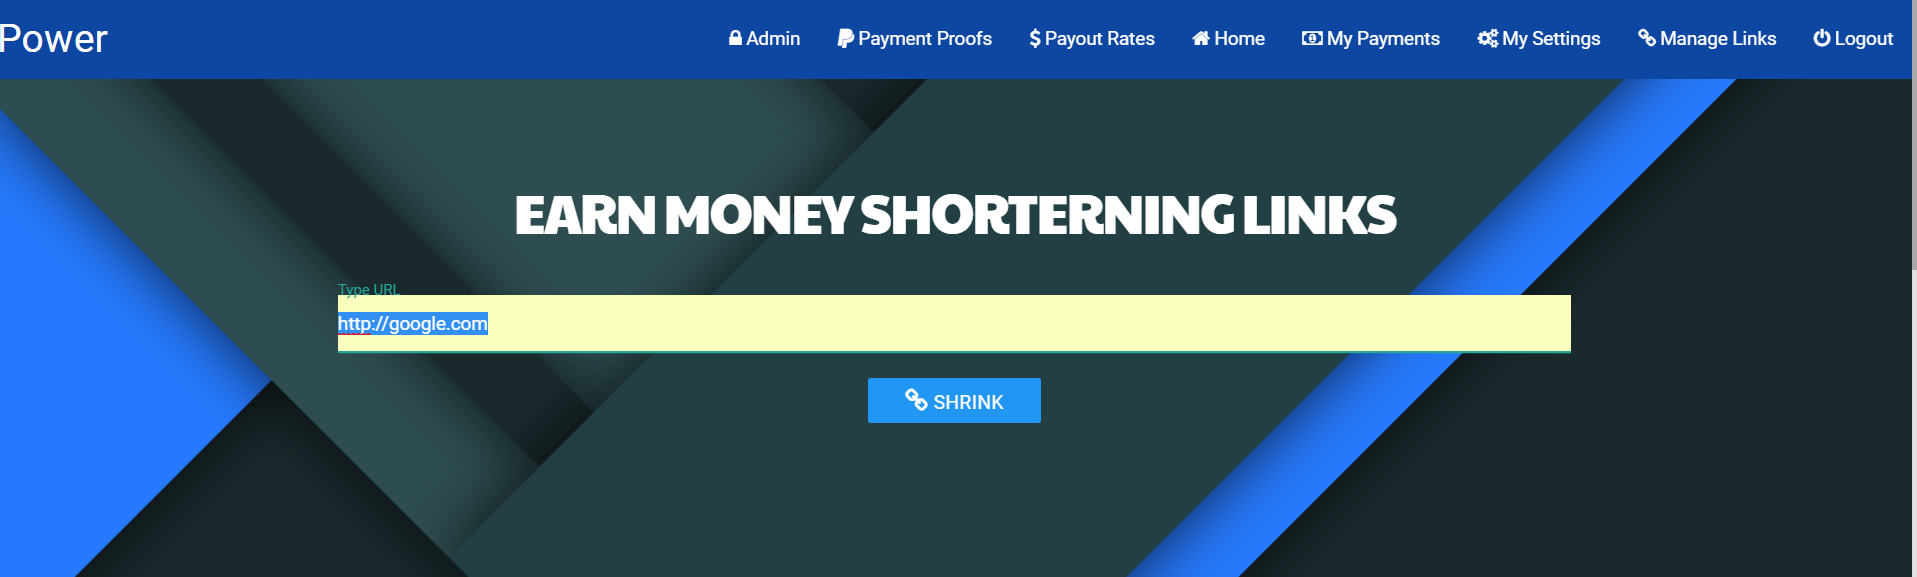 Power
Admin Payment Proofs Payout Rates Home My Payments My Settings Manage Links Logout
EARN MONEY SHORTERNING LINKS
Type URL
http://google.com
SHRINK